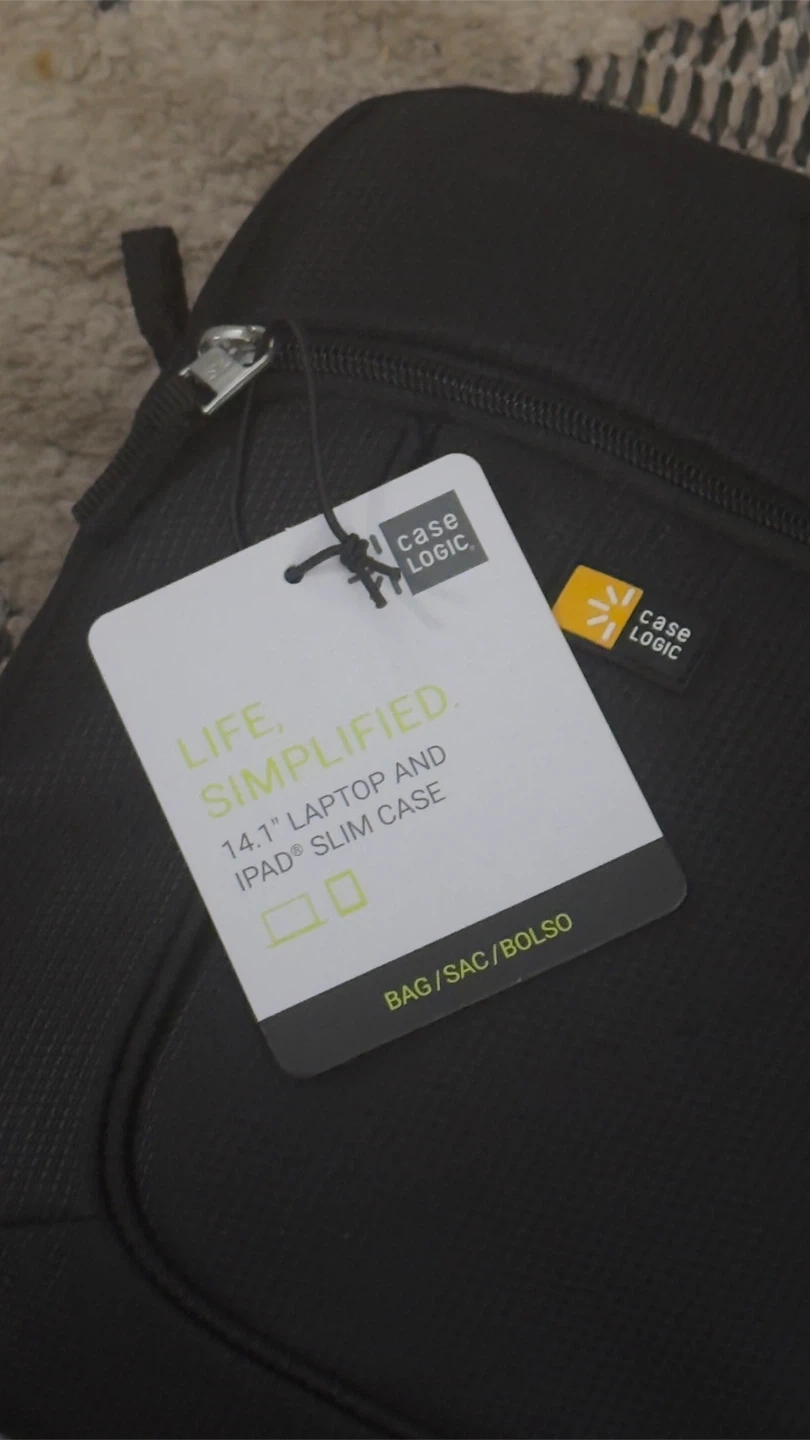 case
LOGIC®
case
LOGIC
LIFE,
SIMPLIFIED.
14.1" LAPTOP AND
IPAD® SLIM CASE
BAG/SAC/BOLSO